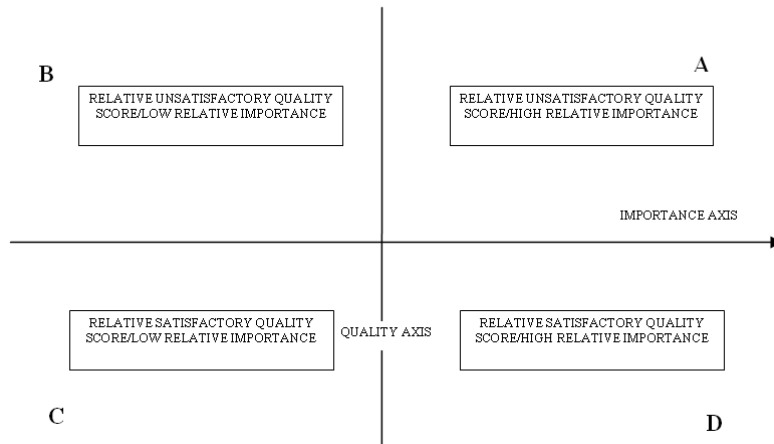 B
A
RELATIVE UNSATISFACTORY QUALITY
SCORE/LOW RELATIVE IMPORTANCE
RELATIVE UNSATISFACTORY QUALITY
SCORE/HIGH RELATIVE IMPORTANCE
IMPORTANCE AXIS
RELATIVE SATISFACTORY QUALITY
SCORE/LOW RELATIVE IMPORTANCE
QUALITY AXIS
RELATIVE SATISFACTORY QUALITY
SCORE/HIGH RELATIVE IMPORTANCE
C
D